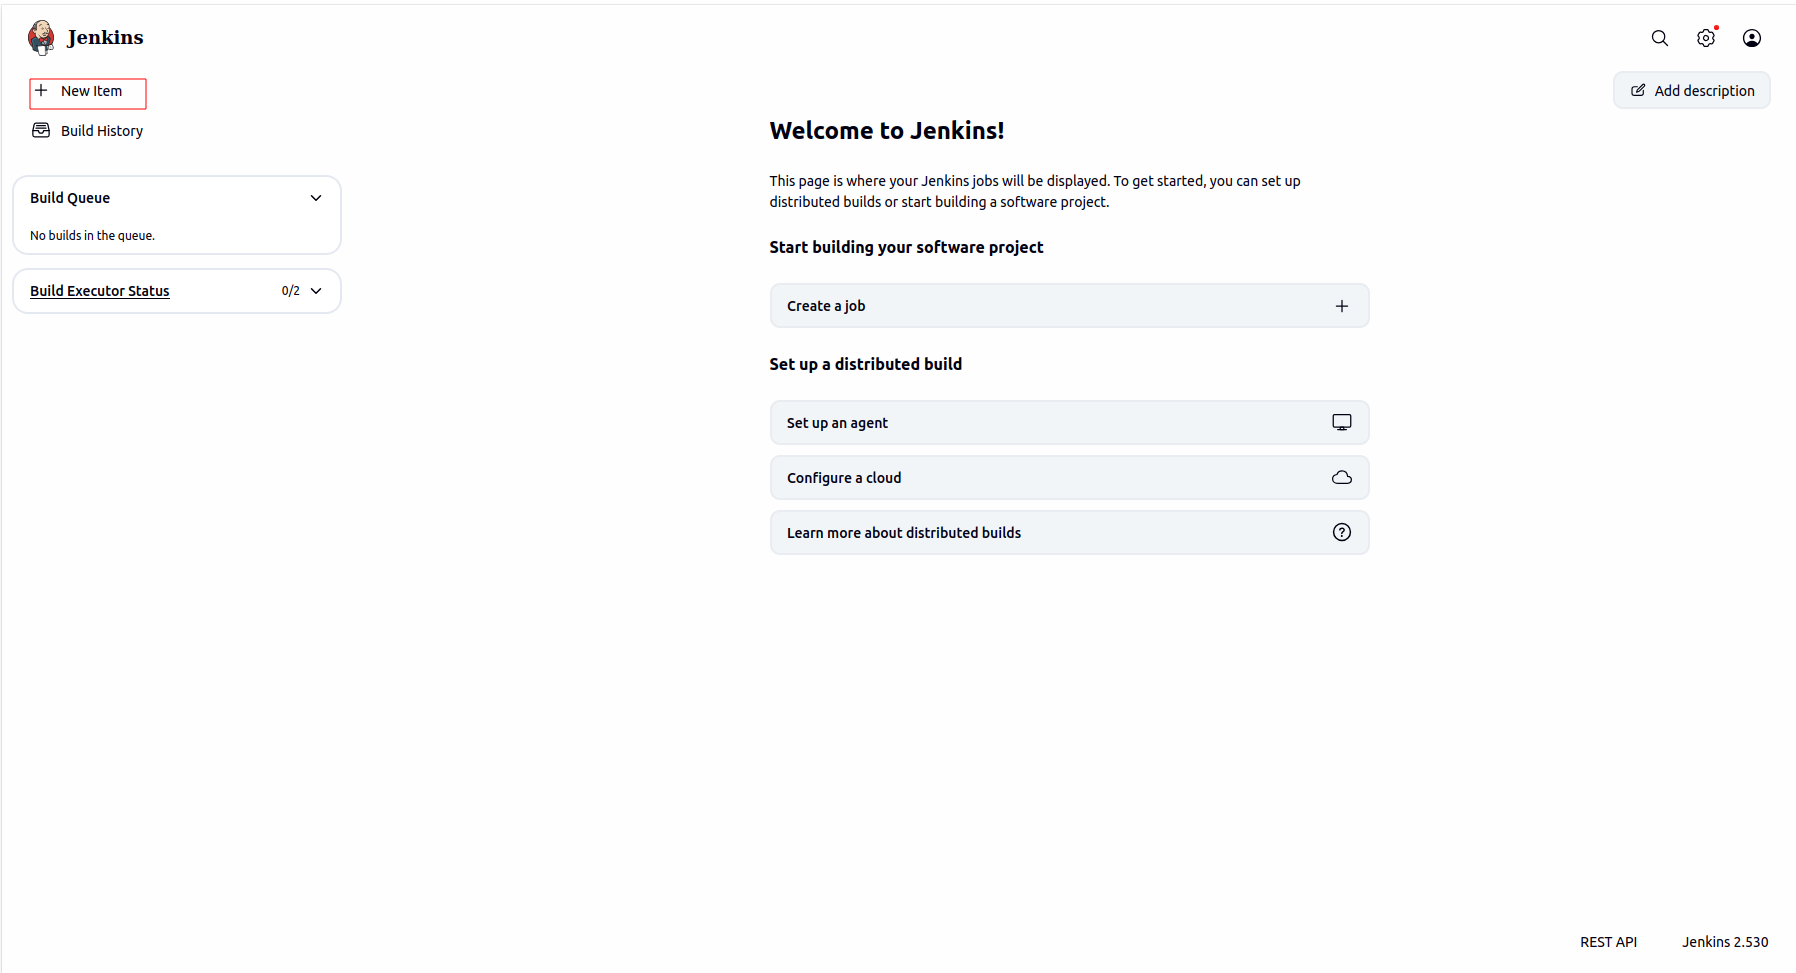 Jenkins
New Item
Add description
Build History
Build Queue
No builds in the queue.
Build Executor Status 0/2
Welcome to Jenkins!
This page is where your Jenkins jobs will be displayed. To get started, you can set up
distributed builds or start building a software project.
Start building your software project
Create a job
Set up a distributed build
Set up an agent
Configure a cloud
Learn more about distributed builds
REST API Jenkins 2.530